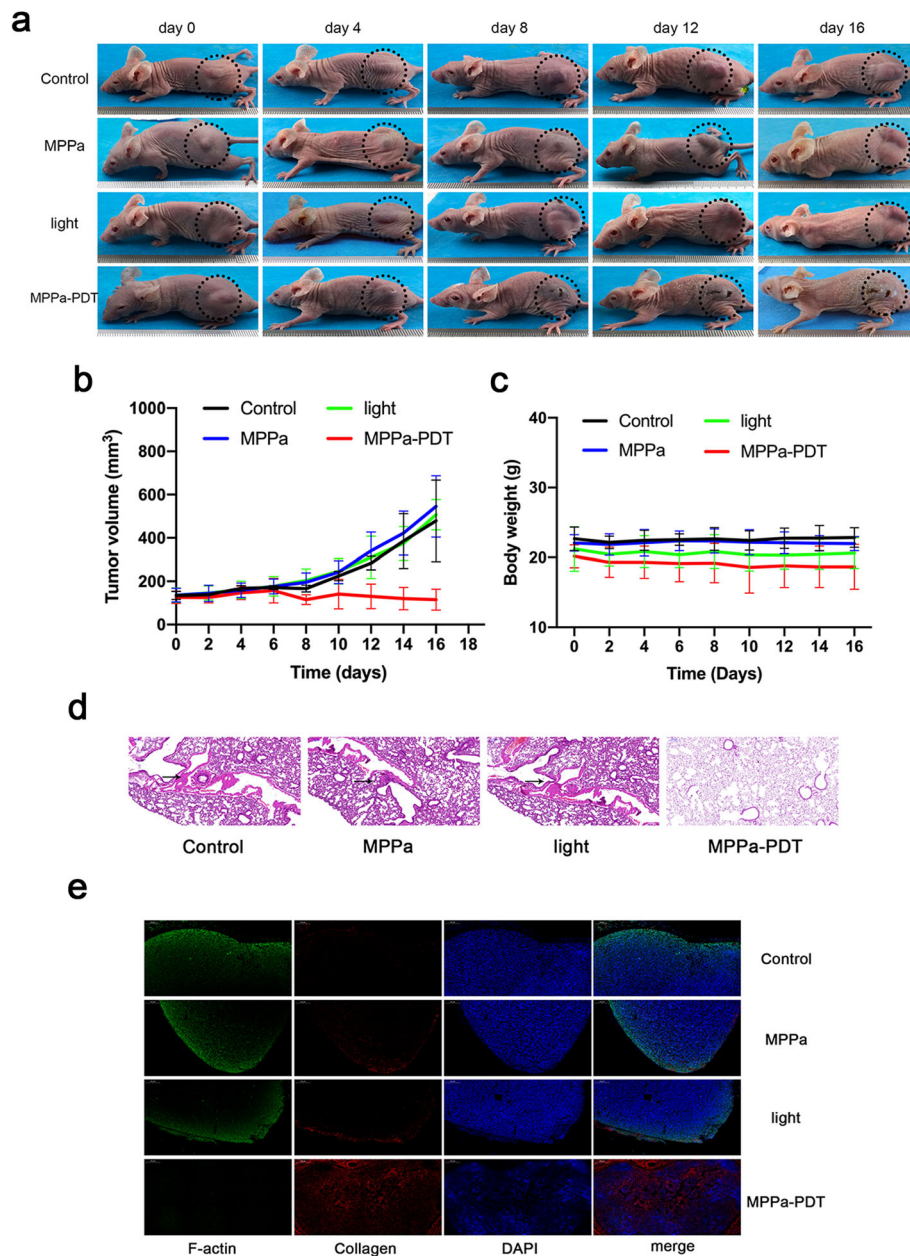 a
day 0 day 4 day 8 day 12 day 16
Control
MPPa
light
MPPa-PDT
b
Control light
MPPa MPPa-PDT
Tumor volume (mm³)
1000
800
600
400
200
0
0 2 4 6 8 10 12 14 16 18
Time (days)
c
Control light
MPPa MPPa-PDT
Body weight (g)
40
30
20
10
0 2 4 6 8 10 12 14 16
Time (Days)
d
Control MPPa light MPPa-PDT
e
Control
MPPa
light
MPPa-PDT
F-actin Collagen DAPI merge